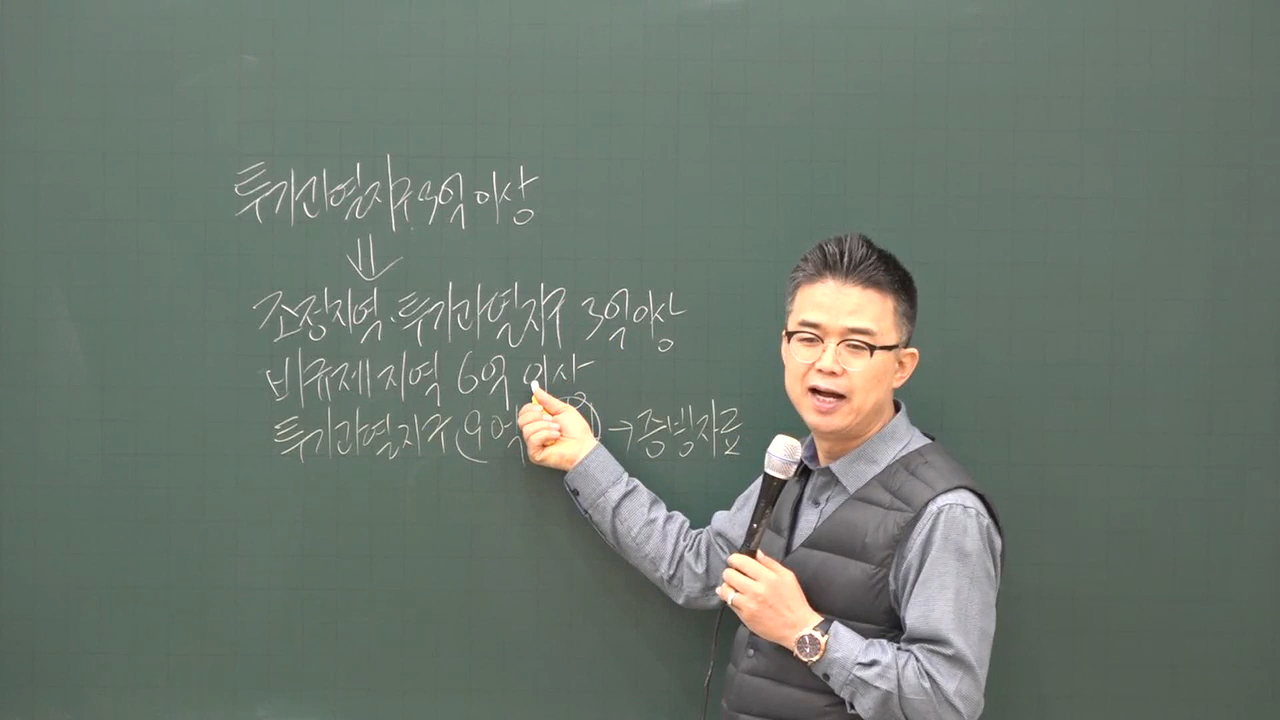 투기과열지구 3억 이상
조정지역·투기과열지구 3억이상
비규제지역 6억 이상
투기과열지구(9억 → 증빙자료